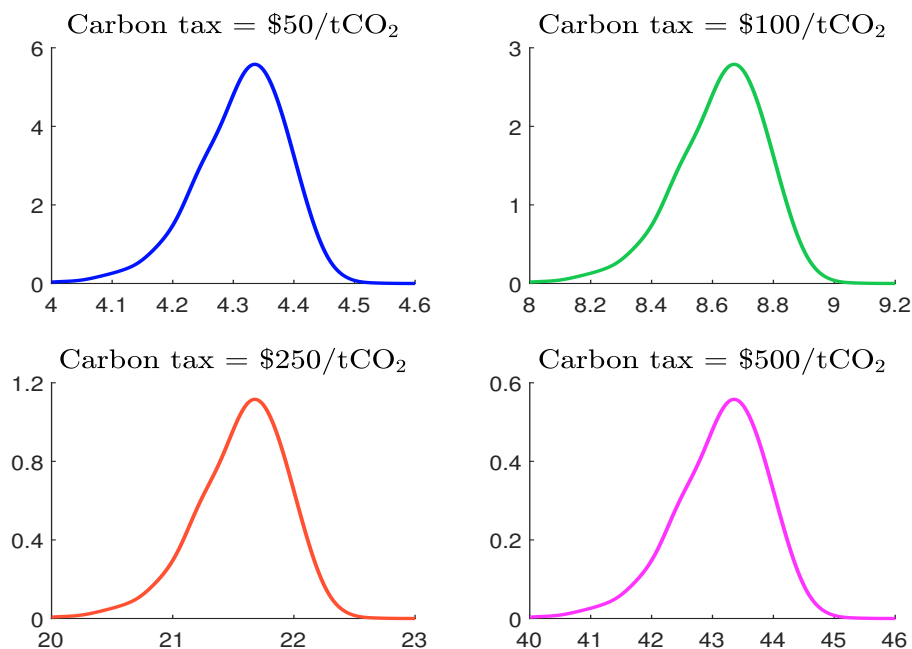 Carbon tax = $50/tCO₂
6
4
2
0
4 4.1 4.2 4.3 4.4 4.5 4.6
Carbon tax = $100/tCO₂
3
2
1
0
8 8.2 8.4 8.6 8.8 9 9.2
Carbon tax = $250/tCO₂
1.2
0.8
0.4
0
20 21 22 23
Carbon tax = $500/tCO₂
0.6
0.4
0.2
0
40 41 42 43 44 45 46